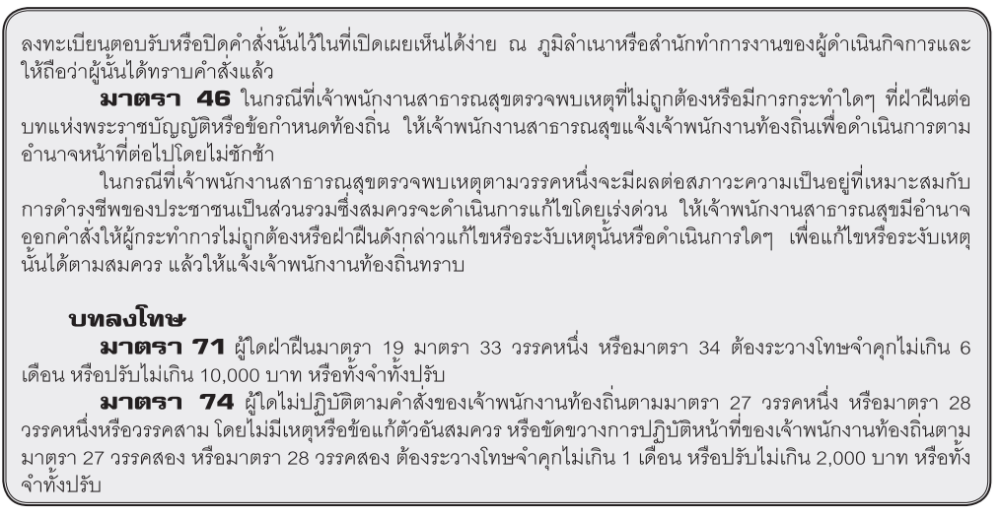 ลงทะเบียนตอบรับหรือปิดคำสั่งนั้นไว้ในที่เปิดเผยเห็นได้ง่าย ณ ภูมิลำเนาหรือสำนักทำการงานของผู้ดำเนินกิจการและ
ให้ถือว่าผู้นั้นได้ทราบคำสั่งแล้ว
มาตรา 46 ในกรณีที่เจ้าพนักงานสาธารณสุขตรวจพบเหตุที่ไม่ถูกต้องหรือมีการกระทำใดๆ ที่ฝ่าฝืนต่อ
บทแห่งพระราชบัญญัติหรือข้อกำหนดท้องถิ่น ให้เจ้าพนักงานสาธารณสุขแจ้งเจ้าพนักงานท้องถิ่นเพื่อดำเนินการตาม
อำนาจหน้าที่ต่อไปโดยไม่ชักช้า
ในกรณีที่เจ้าพนักงานสาธารณสุขตรวจพบเหตุตามวรรคหนึ่งจะมีผลต่อสภาวะความเป็นอยู่ที่เหมาะสมกับ
การดำรงชีพของประชาชนเป็นส่วนรวมซึ่งสมควรจะดำเนินการแก้ไขโดยเร่งด่วน ให้เจ้าพนักงานสาธารณสุขมีอำนาจ
ออกคำสั่งให้ผู้กระทำการไม่ถูกต้องหรือฝ่าฝืนดังกล่าวแก้ไขหรือระงับเหตุนั้นหรือดำเนินการใดๆ เพื่อแก้ไขหรือระงับเหตุ
นั้นได้ตามสมควร แล้วให้แจ้งเจ้าพนักงานท้องถิ่นทราบ
บทลงโทษ
มาตรา 71 ผู้ใดฝ่าฝืนมาตรา 19 มาตรา 33 วรรคหนึ่ง หรือมาตรา 34 ต้องระวางโทษจำคุกไม่เกิน 6
เดือน หรือปรับไม่เกิน 10,000 บาท หรือทั้งจำทั้งปรับ
มาตรา 74 ผู้ใดไม่ปฏิบัติตามคำสั่งของเจ้าพนักงานท้องถิ่นตามมาตรา 27 วรรคหนึ่ง หรือมาตรา 28
วรรคหนึ่งหรือวรรคสาม โดยไม่มีเหตุหรือข้อแก้ตัวอันสมควร หรือขัดขวางการปฏิบัติหน้าที่ของเจ้าพนักงานท้องถิ่นตาม
มาตรา 27 วรรคสอง หรือมาตรา 28 วรรคสอง ต้องระวางโทษจำคุกไม่เกิน 1 เดือน หรือปรับไม่เกิน 2,000 บาท หรือทั้ง
จำทั้งปรับ